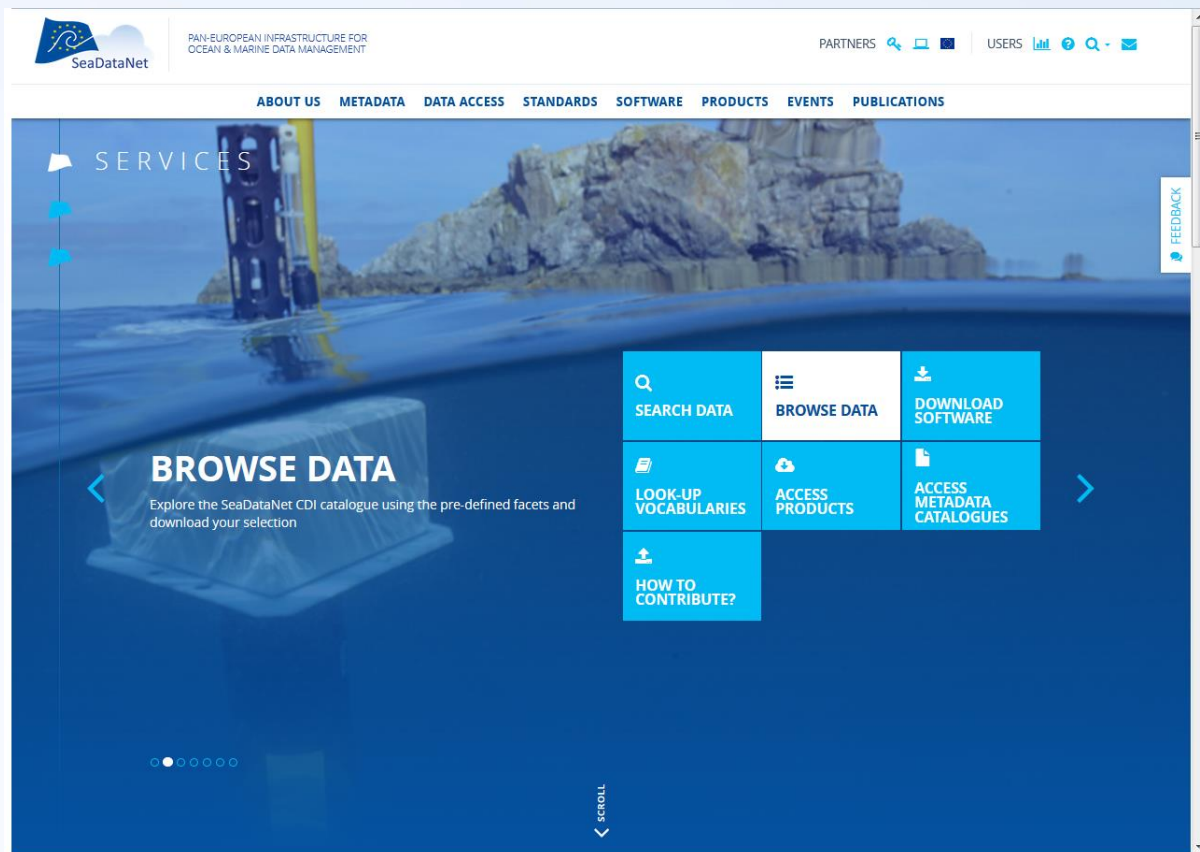 SeaDataNet
PAN-EUROPEAN INFRASTRUCTURE FOR
OCEAN & MARINE DATA MANAGEMENT
PARTNERS
USERS
ABOUT US METADATA DATA ACCESS STANDARDS SOFTWARE PRODUCTS EVENTS PUBLICATIONS
SERVICES
FEEDBACK
SEARCH DATA
BROWSE DATA
DOWNLOAD
SOFTWARE
LOOK-UP
VOCABULARIES
ACCESS
PRODUCTS
ACCESS
METADATA
CATALOGUES
HOW TO
CONTRIBUTE?
BROWSE DATA
Explore the SeaDataNet CDI catalogue using the pre-defined facets and
download your selection
SCROLL